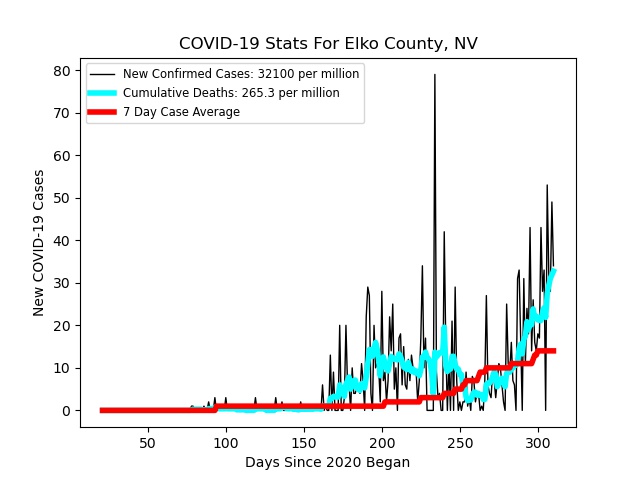 COVID-19 Stats For Elko County, NV
New Confirmed Cases: 32100 per million
Cumulative Deaths: 265.3 per million
7 Day Case Average
80
70
60
50
40
30
20
10
0
New COVID-19 Cases
50 100 150 200 250 300
Days Since 2020 Began